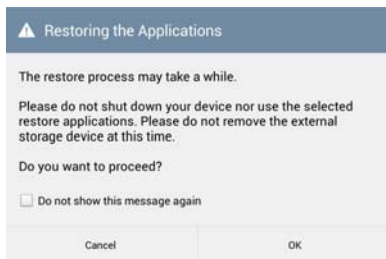 Restoring the Applications
The restore process may take a while.
Please do not shut down your device nor use the selected
restore applications. Please do not remove the external
storage device at this time.
Do you want to proceed?
Do not show this message again
Cancel
OK